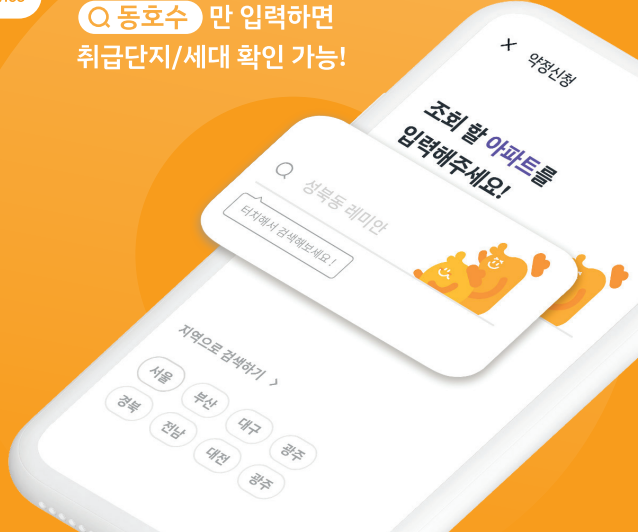 동호수 만 입력하면
취급단지/세대 확인 가능!
약정신청
조회 할 아파트를
입력해주세요!
성북동 레미안
터치해서 검색해보세요!
지역으로 검색하기
서울 부산 대구 광주
경북 전남 대전 광주